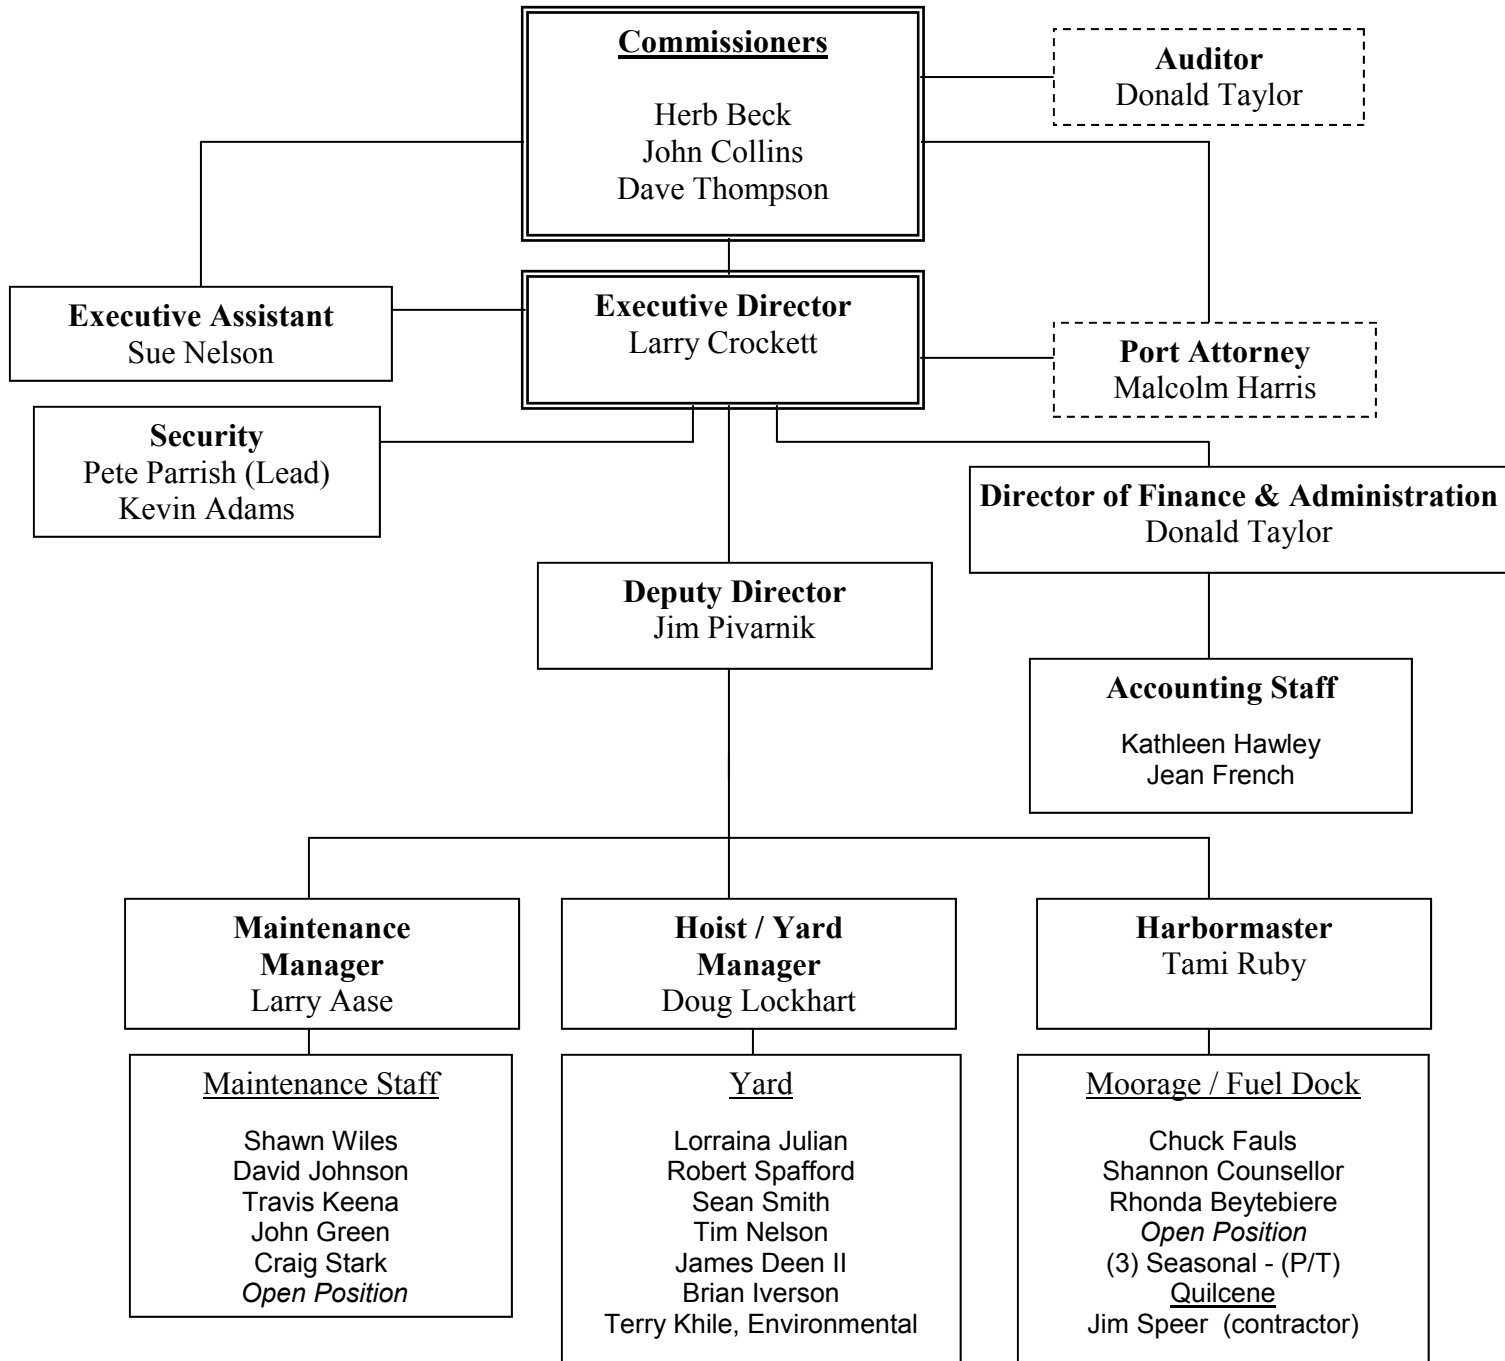 Commissioners
Herb Beck
John Collins
Dave Thompson
Auditor
Donald Taylor
Executive Assistant
Sue Nelson
Executive Director
Larry Crockett
Port Attorney
Malcolm Harris
Security
Pete Parrish (Lead)
Kevin Adams
Director of Finance & Administration
Donald Taylor
Deputy Director
Jim Pivarnik
Accounting Staff
Kathleen Hawley
Jean French
Maintenance
Manager
Larry Aase
Hoist / Yard
Manager
Doug Lockhart
Harbormaster
Tami Ruby
Maintenance Staff
Shawn Wiles
David Johnson
Travis Keena
John Green
Craig Stark
Open Position
Yard
Lorraina Julian
Robert Spafford
Sean Smith
Tim Nelson
James Deen II
Brian Iverson
Terry Khile, Environmental
Moorage / Fuel Dock
Chuck Fauls
Shannon Counsellor
Rhonda Beytebiere
Open Position
(3) Seasonal - (P/T)
Quilcene
Jim Speer (contractor)